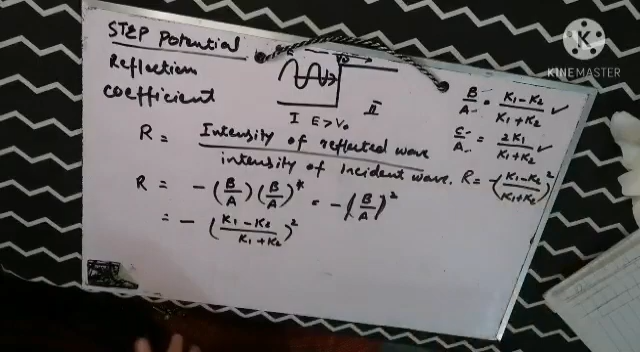 STEP Potential
Reflection
coefficient
V₀
I E>V₀ II
B/A = K₁-K₂/K₁+K₂ ✓
C/A = 2K₁/K₁+K₂ ✓
R = Intensity of reflected wave / intensity of incident wave.
R = -(K₁-K₂/K₁+K₂)²
R = -(B/A)(B/A)* = -(B/A)²
= -(K₁-K₂/K₁+K₂)²
K
KINEMASTER